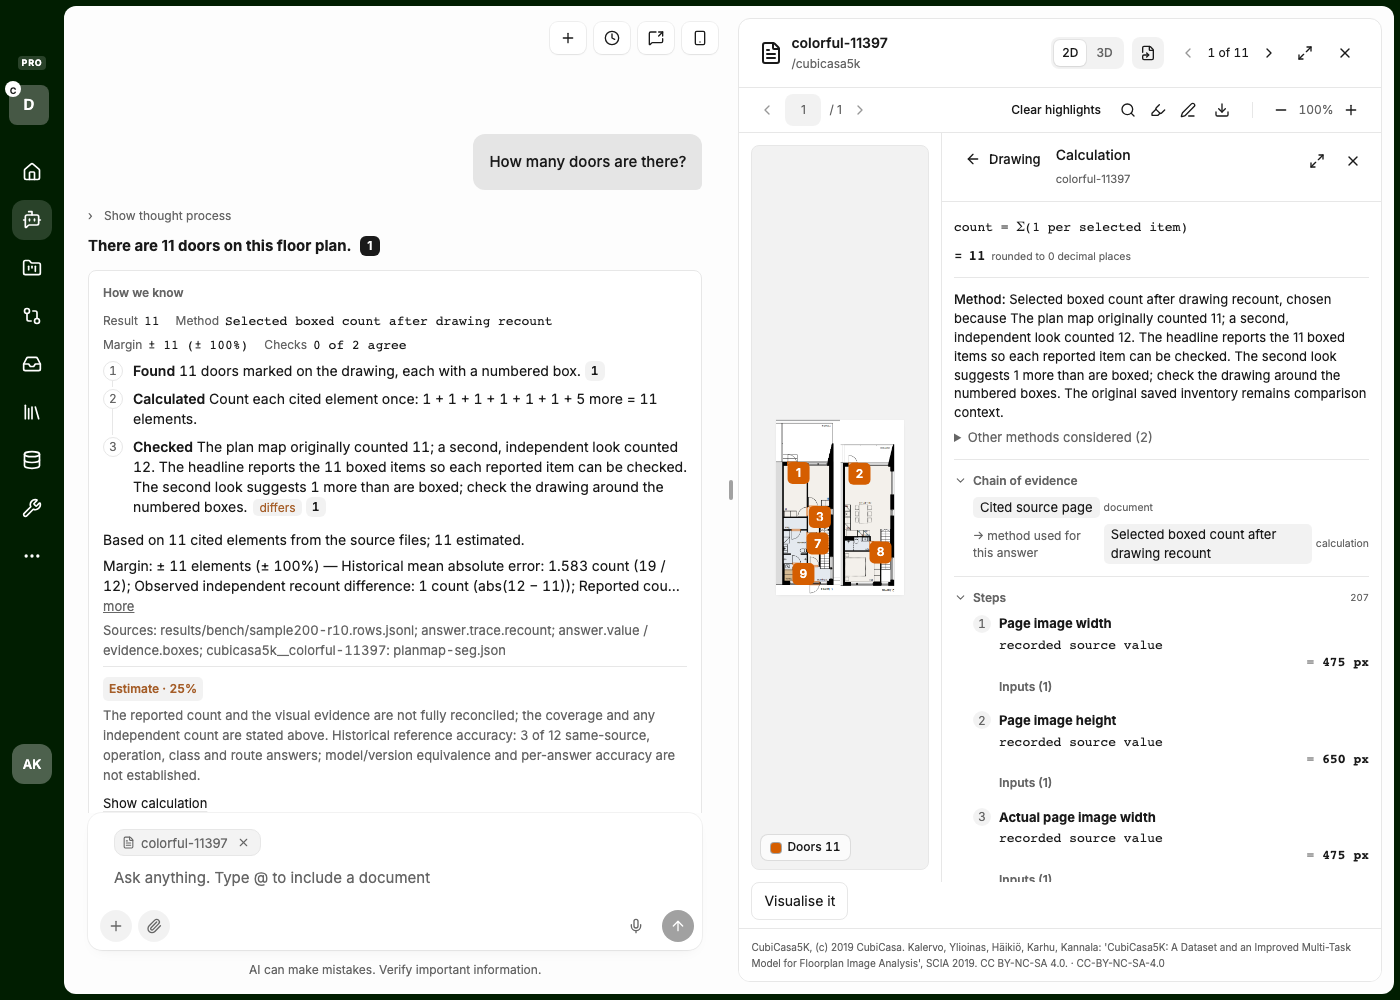 PRO
C
D
AK
How many doors are there?
Show thought process
There are 11 doors on this floor plan. 1
How we know
Result 11 Method Selected boxed count after drawing recount
Margin ± 11 (± 100%) Checks 0 of 2 agree
1 Found 11 doors marked on the drawing, each with a numbered box. 1
2 Calculated Count each cited element once: 1 + 1 + 1 + 1 + 1 + 1 + 5 more = 11
elements.
3 Checked The plan map originally counted 11; a second, independent look counted
12. The headline reports the 11 boxed items so each reported item can be checked.
The second look suggests 1 more than are boxed; check the drawing around the
numbered boxes. differs 1
Based on 11 cited elements from the source files; 11 estimated.
Margin: ± 11 elements (± 100%) — Historical mean absolute error: 1.583 count (19 /
12); Observed independent recount difference: 1 count (abs(12 − 11)); Reported cou...
more
Sources: results/bench/sample200-r10.rows.jsonl; answer.trace.recount; answer.value /
evidence.boxes; cubicasa5k__colorful-11397: planmap-seg.json
Estimate · 25%
The reported count and the visual evidence are not fully reconciled; the coverage and any
independent count are stated above. Historical reference accuracy: 3 of 12 same-source,
operation, class and route answers; model/version equivalence and per-answer accuracy are
not established.
Show calculation
colorful-11397
Ask anything. Type @ to include a document
AI can make mistakes. Verify important information.
colorful-11397
/cubicasa5k
2D 3D
1 of 11
1 / 1
Clear highlights
100%
1
2
3
7
8
9
Doors 11
Visualise it
Drawing
Calculation
colorful-11397
count = Σ(1 per selected item)
= 11 rounded to 0 decimal places
Method: Selected boxed count after drawing recount, chosen
because The plan map originally counted 11; a second,
independent look counted 12. The headline reports the 11 boxed
items so each reported item can be checked. The second look
suggests 1 more than are boxed; check the drawing around the
numbered boxes. The original saved inventory remains comparison
context.
Other methods considered (2)
Chain of evidence
Cited source page document
→ method used for
this answer
Selected boxed count after
drawing recount
calculation
Steps 207
1 Page image width
recorded source value
= 475 px
Inputs (1)
2 Page image height
recorded source value
= 650 px
Inputs (1)
3 Actual page image width
recorded source value
= 475 px
Inputs (1)
CubiCasa5K, (c) 2019 CubiCasa. Kalervo, Ylioinas, Häikiö, Karhu, Kannala: 'CubiCasa5K: A Dataset and an Improved Multi-Task
Model for Floorplan Image Analysis', SCIA 2019. CC BY-NC-SA 4.0. · CC-BY-NC-SA-4.0